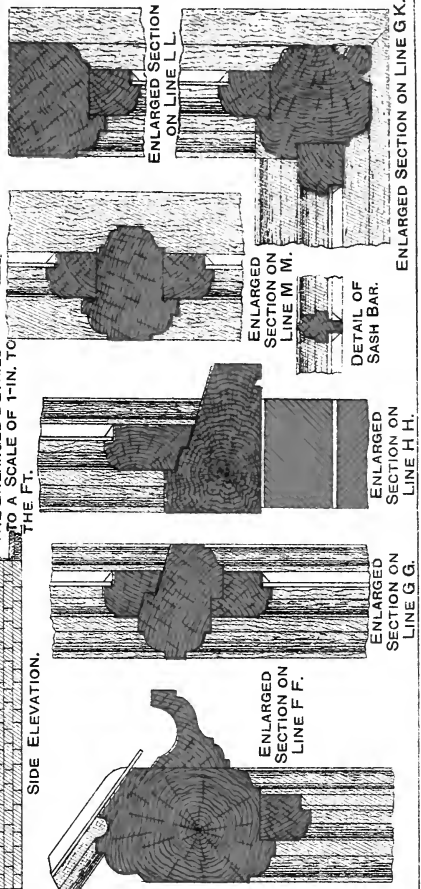 TO A SCALE OF 1-IN. TO
THE FT.
SIDE ELEVATION.
ENLARGED
SECTION ON
LINE F F.
ENLARGED
SECTION ON
LINE G G.
ENLARGED
SECTION ON
LINE H H.
ENLARGED
SECTION ON
LINE M M.
DETAIL OF
SASH BAR.
ENLARGED SECTION
ON LINE L L.
ENLARGED SECTION ON LINE G K.